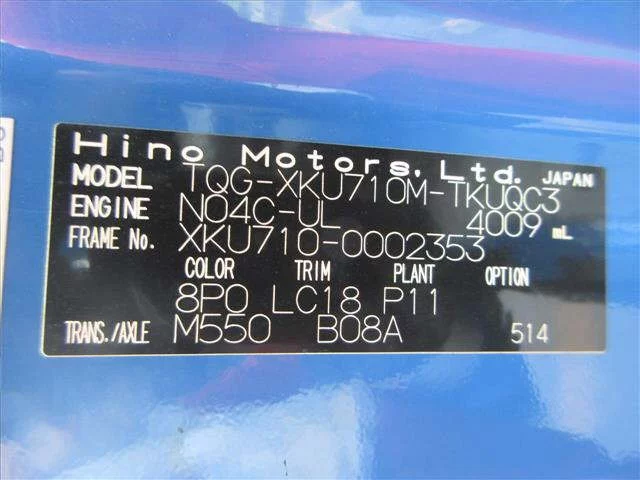 Hino Motors, Ltd. JAPAN
MODEL TQG-XKU710M-TKUQC3
ENGINE N04C-UL 4009 mL
FRAME No. XKU710-0002353
COLOR TRIM PLANT OPTION
8P0 LC18 P11
TRANS./AXLE M550 B08A 514